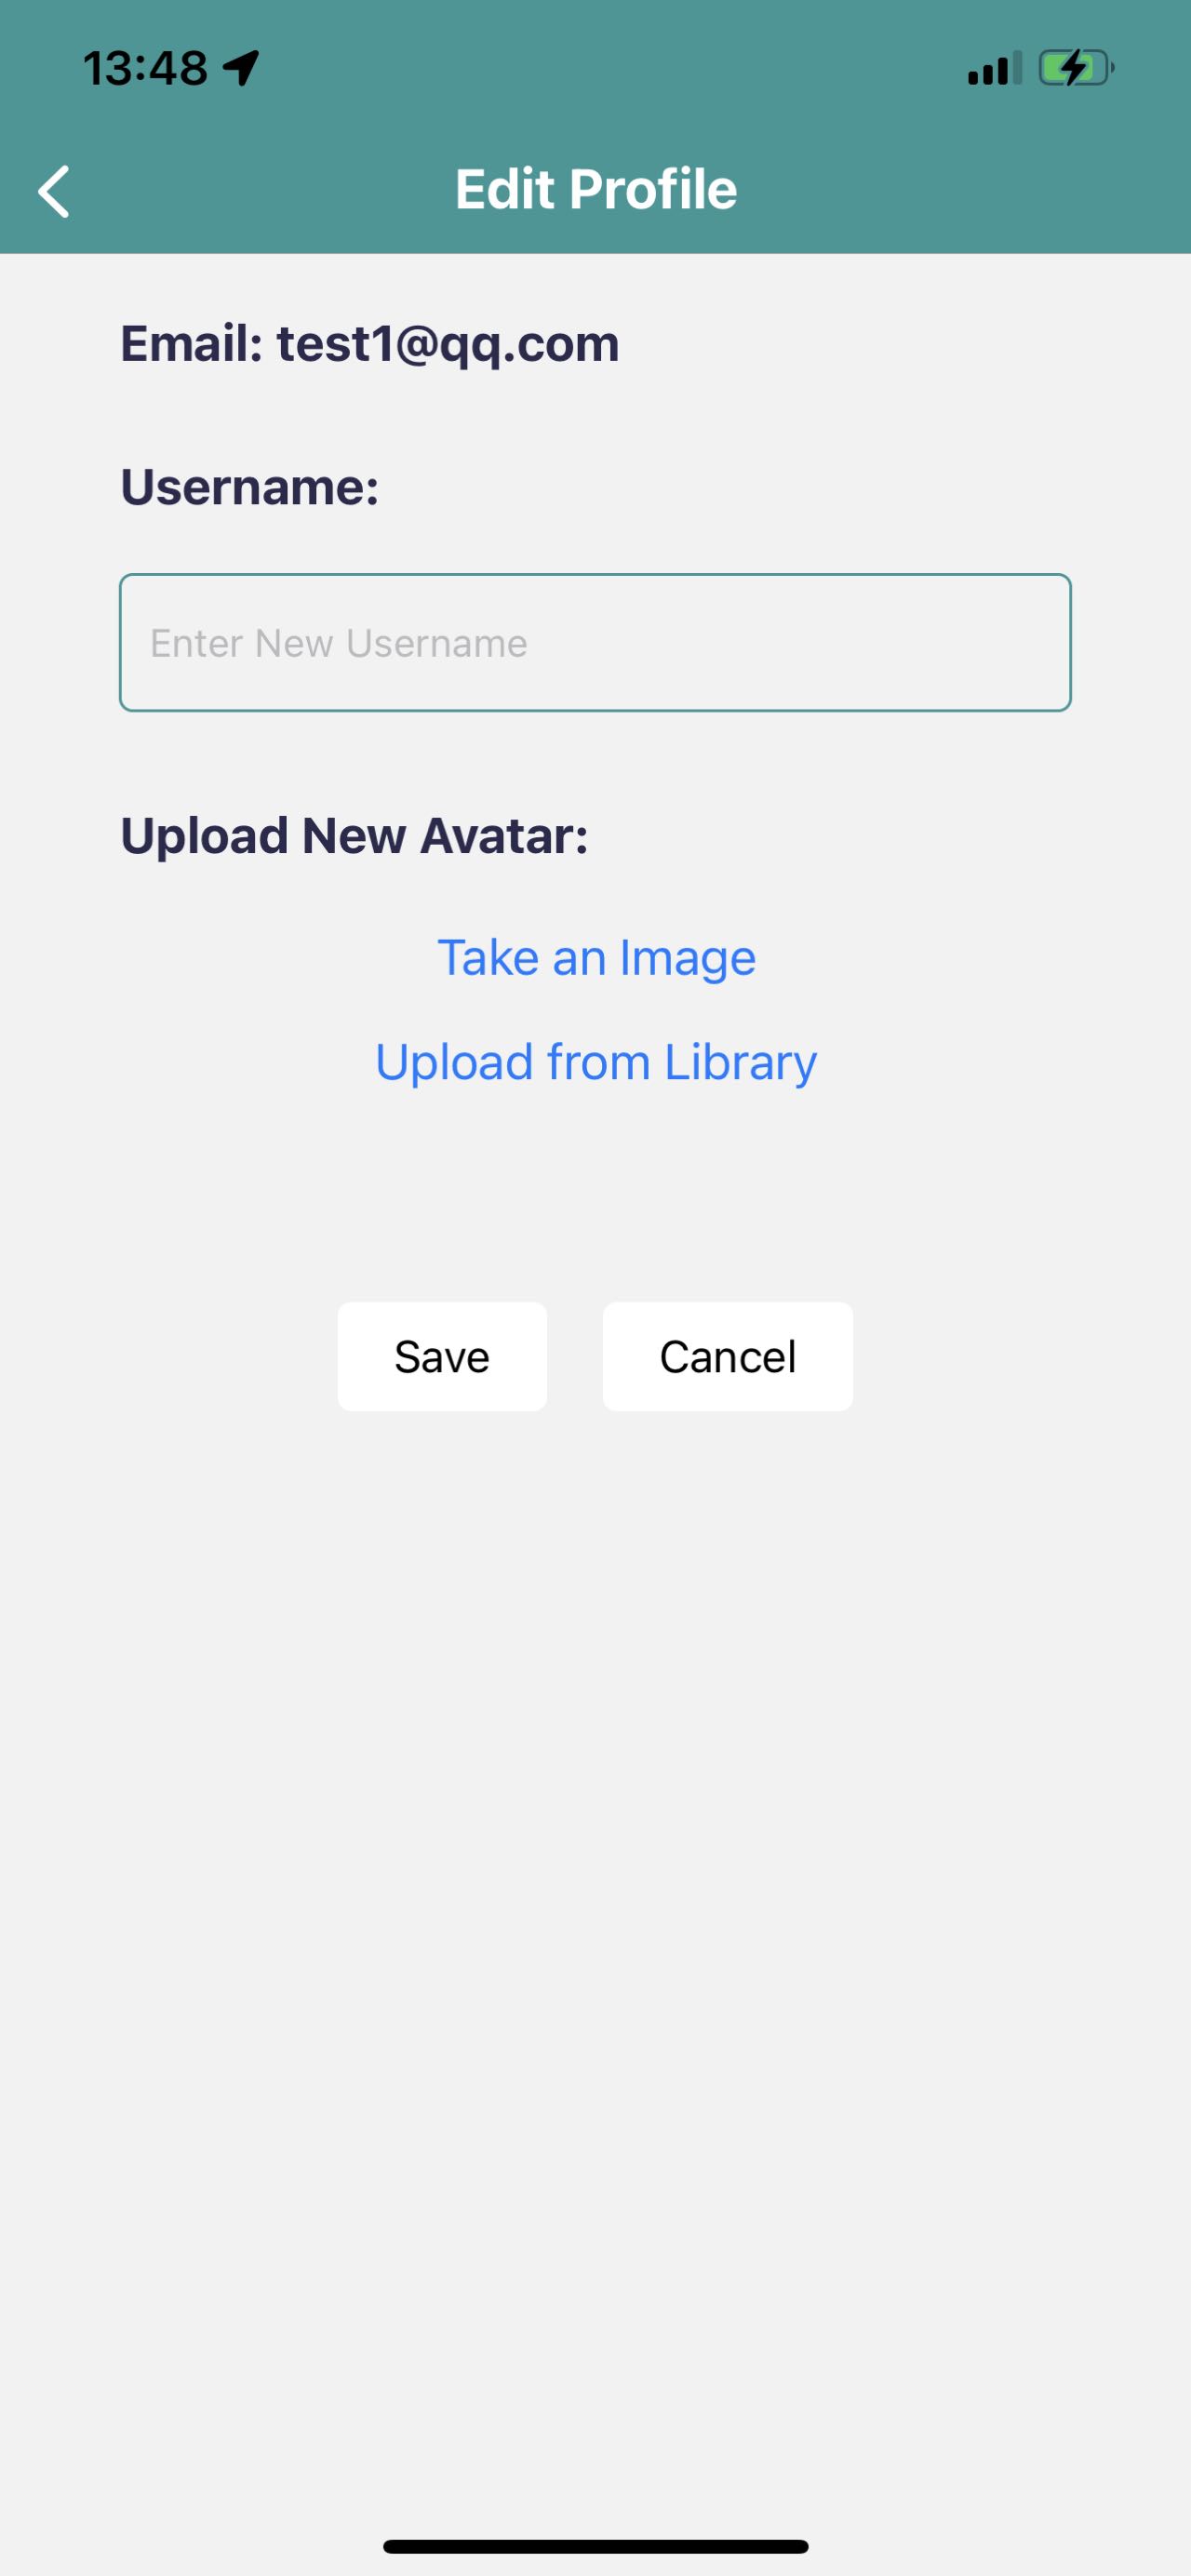 13:48
Edit Profile
Email: test1@qq.com
Username:
Enter New Username
Upload New Avatar:
Take an Image
Upload from Library
Save Cancel